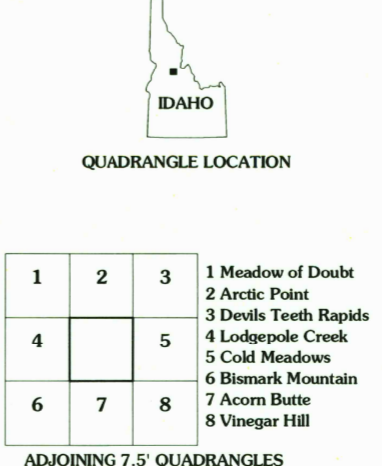 IDAHO
QUADRANGLE LOCATION
1 2 3
4 5
6 7 8
1 Meadow of Doubt
2 Arctic Point
3 Devils Teeth Rapids
4 Lodgepole Creek
5 Cold Meadows
6 Bismark Mountain
7 Acorn Butte
8 Vinegar Hill
ADJOINING 7.5' QUADRANGLES